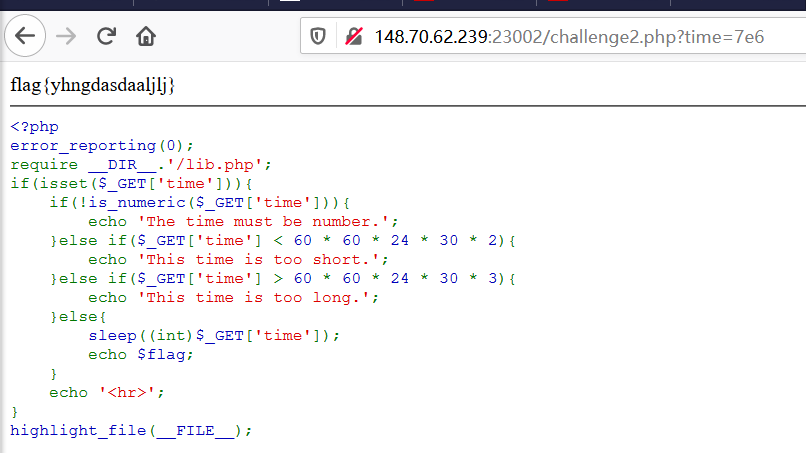 148.70.62.239:23002/challenge2.php?time=7e6
flag{yhngdasdaaljlj}
<?php
error_reporting(0);
require __DIR__.'/lib.php';
if(isset($_GET['time'])){
    if(!is_numeric($_GET['time'])){
        echo 'The time must be number.';
    }else if($_GET['time'] < 60 * 60 * 24 * 30 * 2){
        echo 'This time is too short.';
    }else if($_GET['time'] > 60 * 60 * 24 * 30 * 3){
        echo 'This time is too long.';
    }else{
        sleep((int)$_GET['time']);
        echo $flag;
    }
    echo '<hr>';
}
highlight_file(__FILE__);